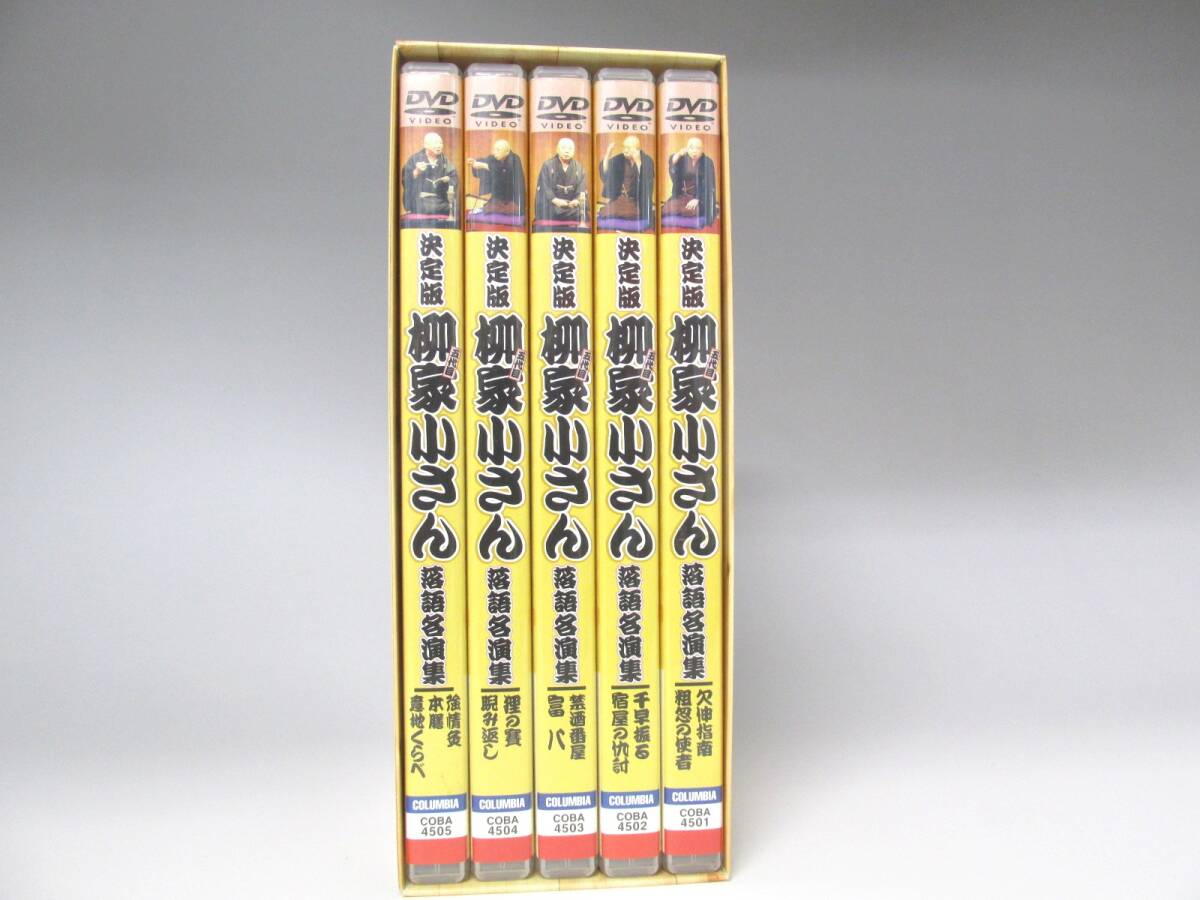 DVD
VIDEO
決定版
五代目
柳家小さん
落語名演集
強情灸
本膳
意地くらべ
COLUMBIA
COBA
4505
DVD
VIDEO
決定版
五代目
柳家小さん
落語名演集
狸の賽
睨み返し
COLUMBIA
COBA
4504
DVD
VIDEO
決定版
五代目
柳家小さん
落語名演集
禁酒番屋
富八
COLUMBIA
COBA
4503
DVD
VIDEO
決定版
五代目
柳家小さん
落語名演集
千早振る
宿屋の仇討
COLUMBIA
COBA
4502
DVD
VIDEO
決定版
五代目
柳家小さん
落語名演集
欠伸指南
粗忽の使者
COLUMBIA
COBA
4501